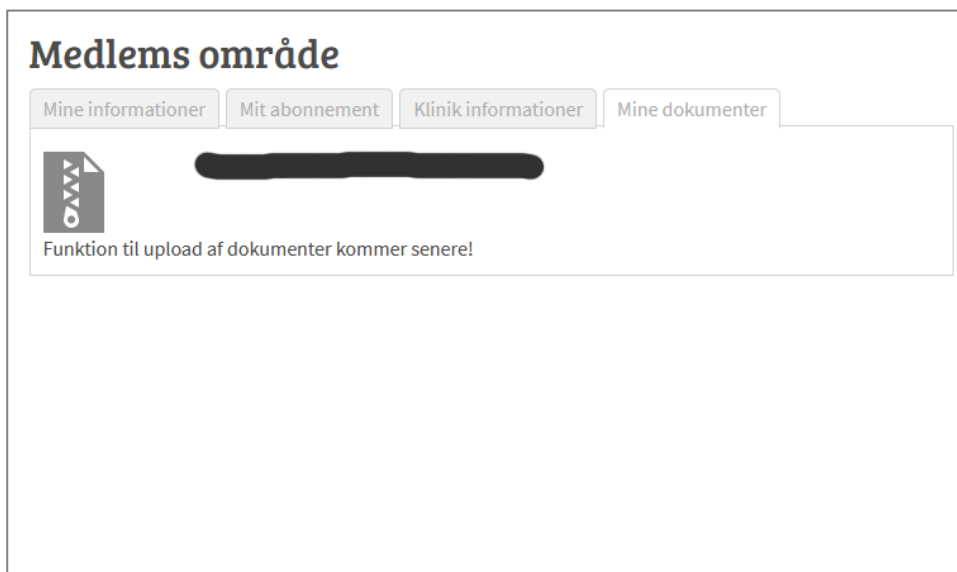 Medlems område
Mine informationer Mit abonnement Klinik informationer Mine dokumenter
Funktion til upload af dokumenter kommer senere!